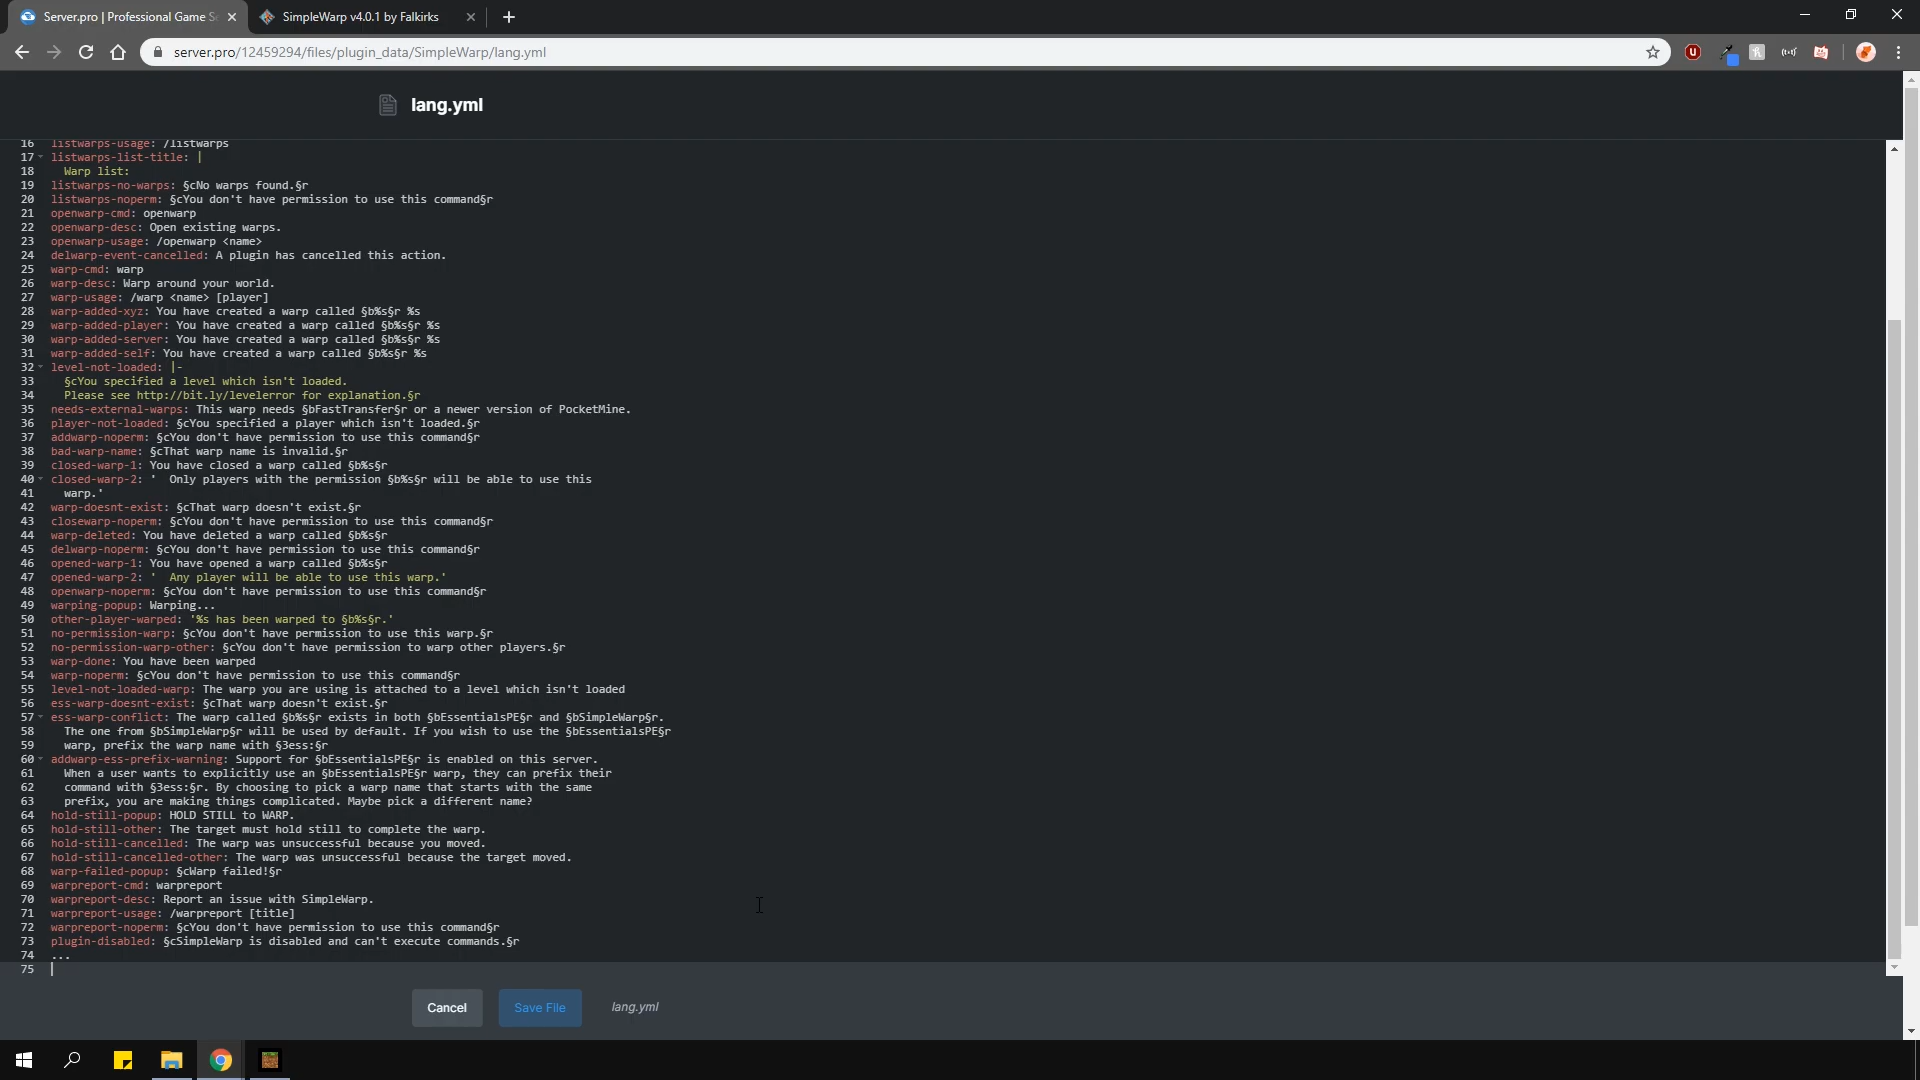 Server.pro | Professional Game S
SimpleWarp v4.0.1 by Falkirks
server.pro/12459294/files/plugin_data/SimpleWarp/lang.yml
lang.yml
16 listwarps-usage: /listwarps
17 listwarps-list-title: |
18 Warp list:
19 listwarps-no-warps: §cNo warps found.§r
20 listwarps-noperm: §cYou don't have permission to use this command§r
21 openwarp-cmd: openwarp
22 openwarp-desc: Open existing warps.
23 openwarp-usage: /openwarp <name>
24 delwarp-event-cancelled: A plugin has cancelled this action.
25 warp-cmd: warp
26 warp-desc: Warp around your world.
27 warp-usage: /warp <name> [player]
28 warp-added-xyz: You have created a warp called §b%s§r %s
29 warp-added-player: You have created a warp called §b%s§r %s
30 warp-added-server: You have created a warp called §b%s§r %s
31 warp-added-self: You have created a warp called §b%s§r %s
32 level-not-loaded: |-
33 §cYou specified a level which isn't loaded.
34 Please see http://bit.ly/levelerror for explanation.§r
35 needs-external-warps: This warp needs §bFastTransfer§r or a newer version of PocketMine.
36 player-not-loaded: §cYou specified a player which isn't loaded.§r
37 addwarp-noperm: §cYou don't have permission to use this command§r
38 bad-warp-name: §cThat warp name is invalid.§r
39 closed-warp-1: You have closed a warp called §b%s§r
40 closed-warp-2: '  Only players with the permission §b%s§r will be able to use this
41 warp.'
42 warp-doesnt-exist: §cThat warp doesn't exist.§r
43 closewarp-noperm: §cYou don't have permission to use this command§r
44 warp-deleted: You have deleted a warp called §b%s§r
45 delwarp-noperm: §cYou don't have permission to use this command§r
46 opened-warp-1: You have opened a warp called §b%s§r
47 opened-warp-2: '  Any player will be able to use this warp.'
48 openwarp-noperm: §cYou don't have permission to use this command§r
49 warping-popup: Warping...
50 other-player-warped: '%s has been warped to §b%s§r.'
51 no-permission-warp: §cYou don't have permission to use this warp.§r
52 no-permission-warp-other: §cYou don't have permission to warp other players.§r
53 warp-done: You have been warped
54 warp-noperm: §cYou don't have permission to use this command§r
55 level-not-loaded-warp: The warp you are using is attached to a level which isn't loaded
56 ess-warp-doesnt-exist: §cThat warp doesn't exist.§r
57 ess-warp-conflict: The warp called §b%s§r exists in both §bEssentialsPE§r and §bSimpleWarp§r.
58 The one from §bSimpleWarp§r will be used by default. If you wish to use the §bEssentialsPE§r
59 warp, prefix the warp name with §3ess:§r
60 addwarp-ess-prefix-warning: Support for §bEssentialsPE§r is enabled on this server.
61 When a user wants to explicitly use an §bEssentialsPE§r warp, they can prefix their
62 command with §3ess:§r. By choosing to pick a warp name that starts with the same
63 prefix, you are making things complicated. Maybe pick a different name?
64 hold-still-popup: HOLD STILL to WARP.
65 hold-still-other: The target must hold still to complete the warp.
66 hold-still-cancelled: The warp was unsuccessful because you moved.
67 hold-still-cancelled-other: The warp was unsuccessful because the target moved.
68 warp-failed-popup: §cWarp failed!§r
69 warpreport-cmd: warpreport
70 warpreport-desc: Report an issue with SimpleWarp.
71 warpreport-usage: /warpreport [title]
72 warpreport-noperm: §cYou don't have permission to use this command§r
73 plugin-disabled: §cSimpleWarp is disabled and can't execute commands.§r
74 ...
75
Cancel
Save File
lang.yml